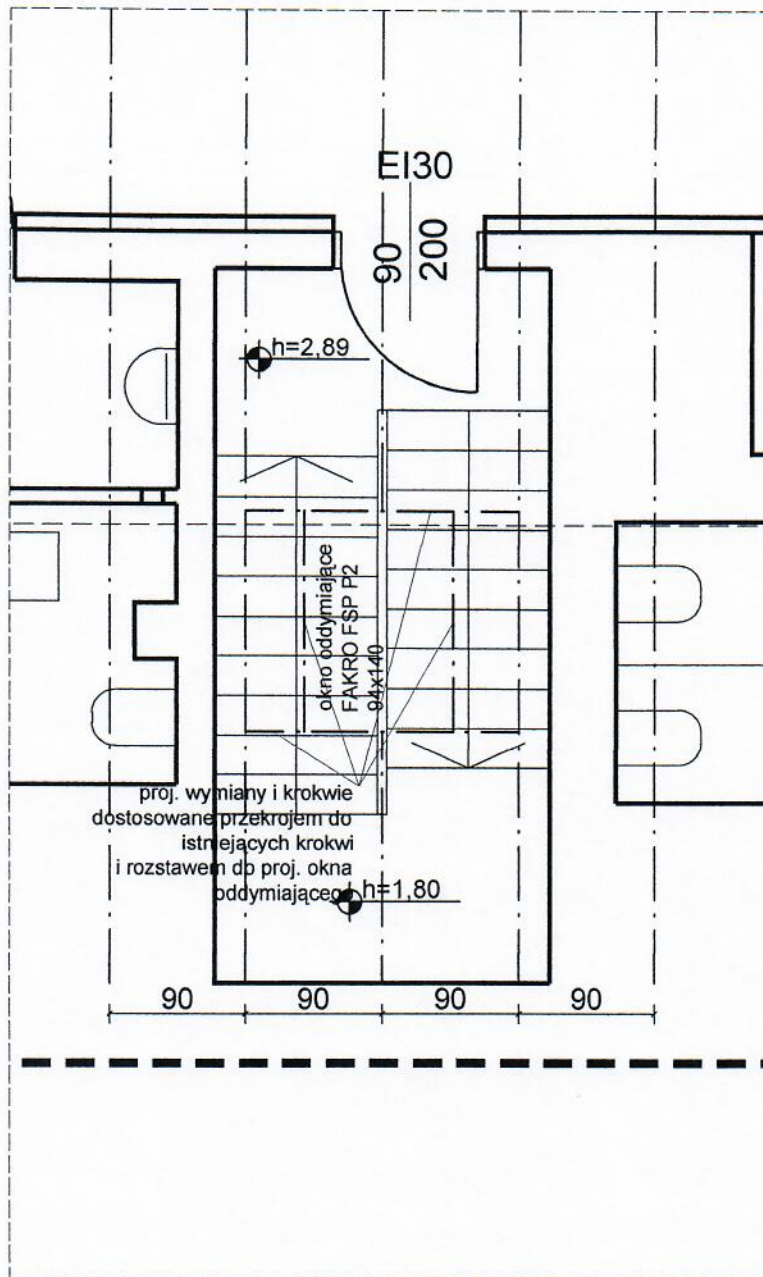 EI30
90
200
h=2,89
okno oddymiające
FAKRO FSP P2
94x140
proj. wymiany i krokwie
dostosowane przekrojem do
istniejących krokwi
i rozstawem do proj. okna
oddymiającego
h=1,80
90 90 90 90